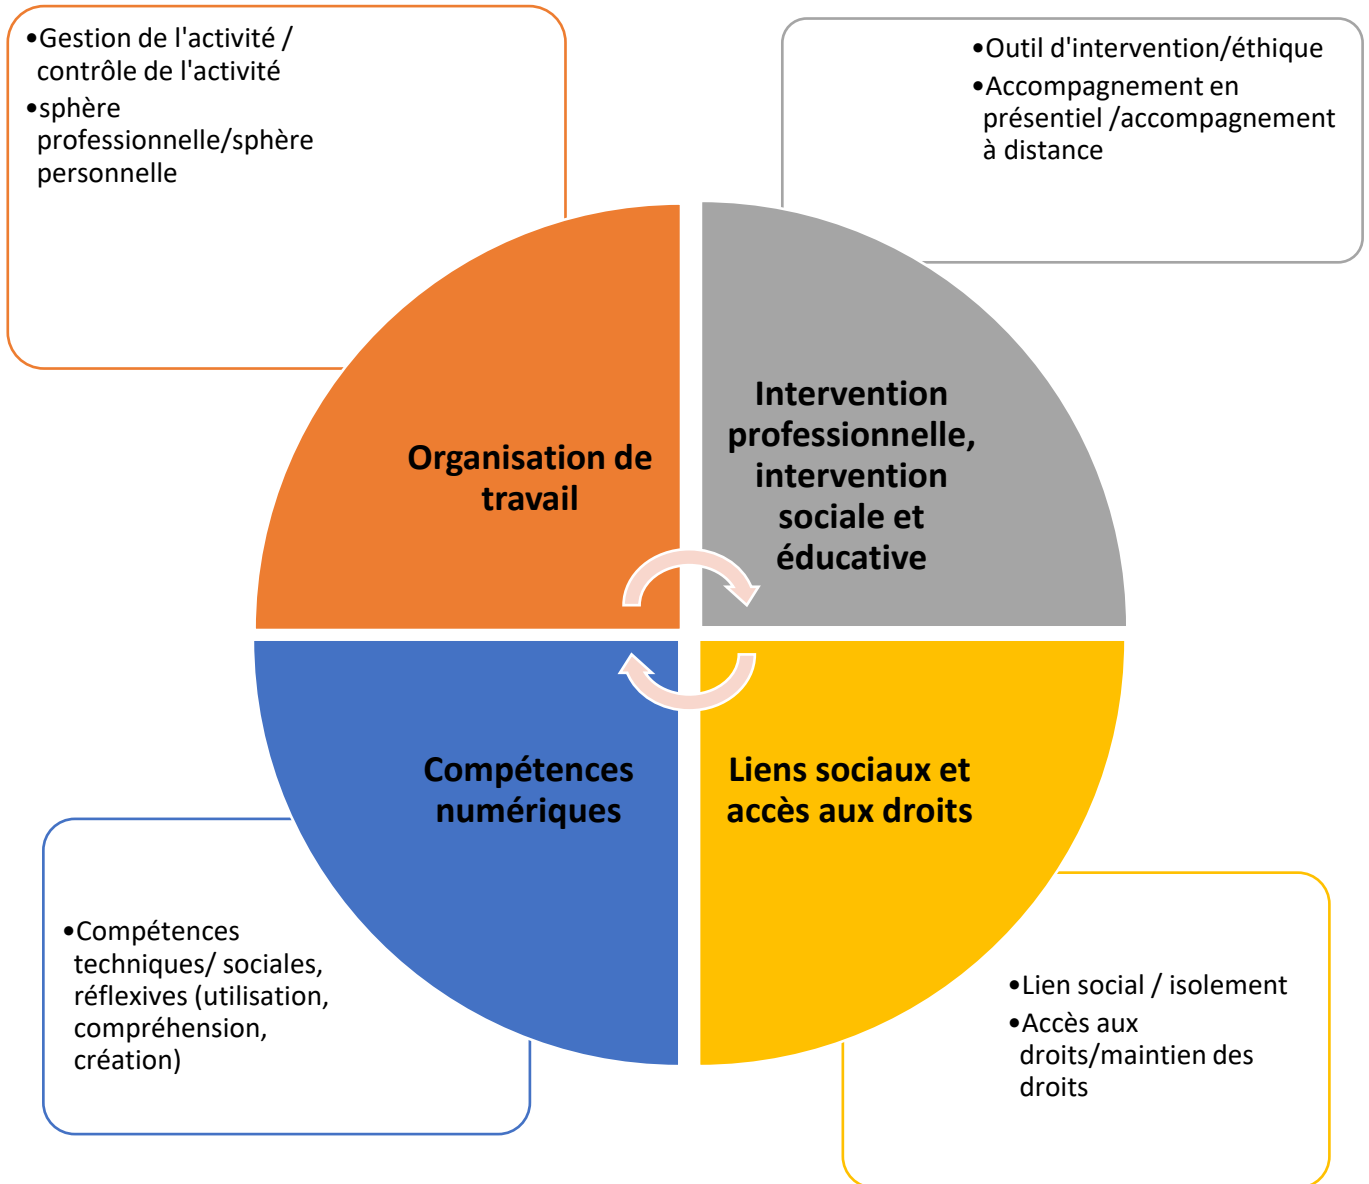 •Gestion de l'activité /
contrôle de l'activité
•sphère
professionnelle/sphère
personnelle
•Outil d'intervention/éthique
•Accompagnement en
présentiel /accompagnement
à distance
Organisation de
travail
Intervention
professionnelle,
intervention
sociale et
éducative
Compétences
numériques
Liens sociaux et
accès aux droits
•Compétences
techniques/ sociales,
réflexives (utilisation,
compréhension,
création)
•Lien social / isolement
•Accès aux
droits/maintien des
droits